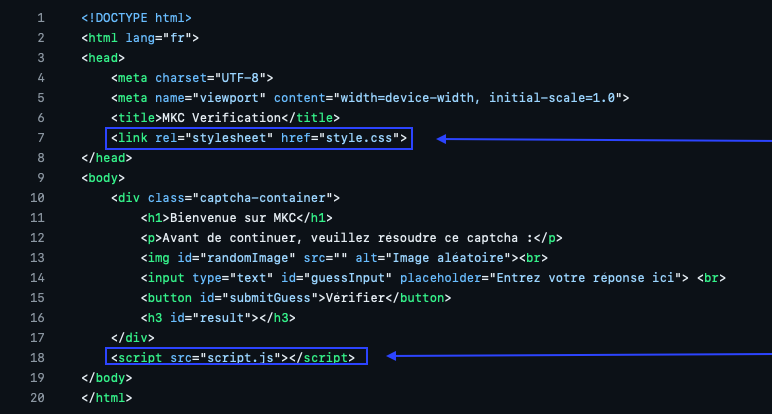 1 <!DOCTYPE html>
2 <html lang="fr">
3 <head>
4 <meta charset="UTF-8">
5 <meta name="viewport" content="width=device-width, initial-scale=1.0">
6 <title>MKC Verification</title>
7 <link rel="stylesheet" href="style.css">
8 </head>
9 <body>
10 <div class="captcha-container">
11 <h1>Bienvenue sur MKC</h1>
12 <p>Avant de continuer, veuillez résoudre ce captcha :</p>
13 <img id="randomImage" src="" alt="Image aléatoire"><br>
14 <input type="text" id="guessInput" placeholder="Entrez votre réponse ici"> <br>
15 <button id="submitGuess">Vérifier</button>
16 <h3 id="result"></h3>
17 </div>
18 <script src="script.js"></script>
19 </body>
20 </html>